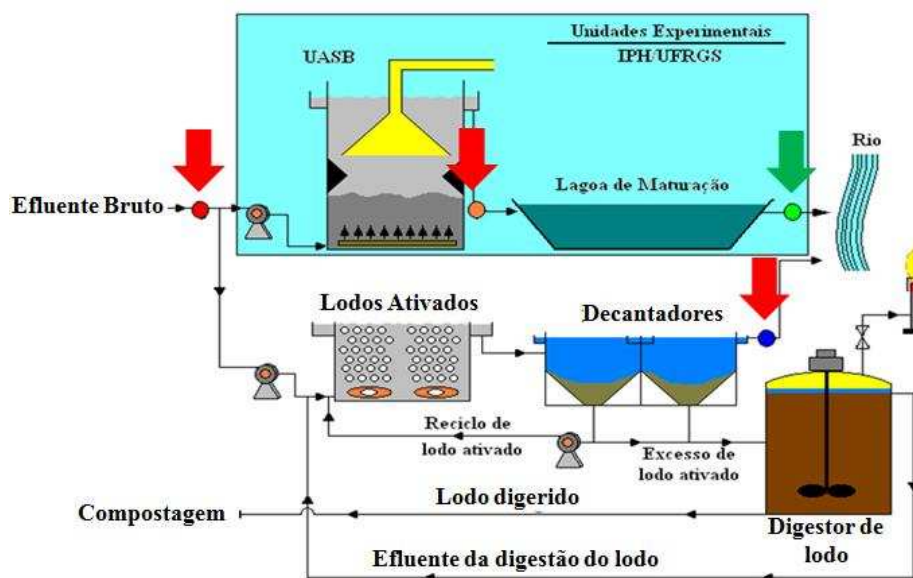 Unidades Experimentais
IPH/UFRGS
UASB
Rio
Lagoa de Maturação
Efluente Bruto
Lodos Ativados
Decantadores
Reciclo de
lodo ativado
Excesso de
lodo ativado
Lodo digerido
Compostagem
Digestor de
lodo
Efluente da digestão do lodo